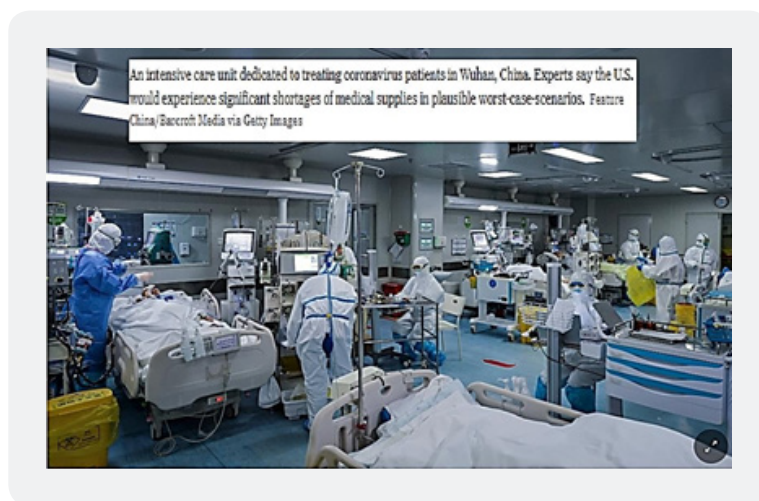 An intensive care unit dedicated to treating coronavirus patients in Wuhan, China. Experts say the U.S.
would experience significant shortages of medical supplies in plausible worst-case-scenarios. Feature
China/Barcroft Media via Getty Images